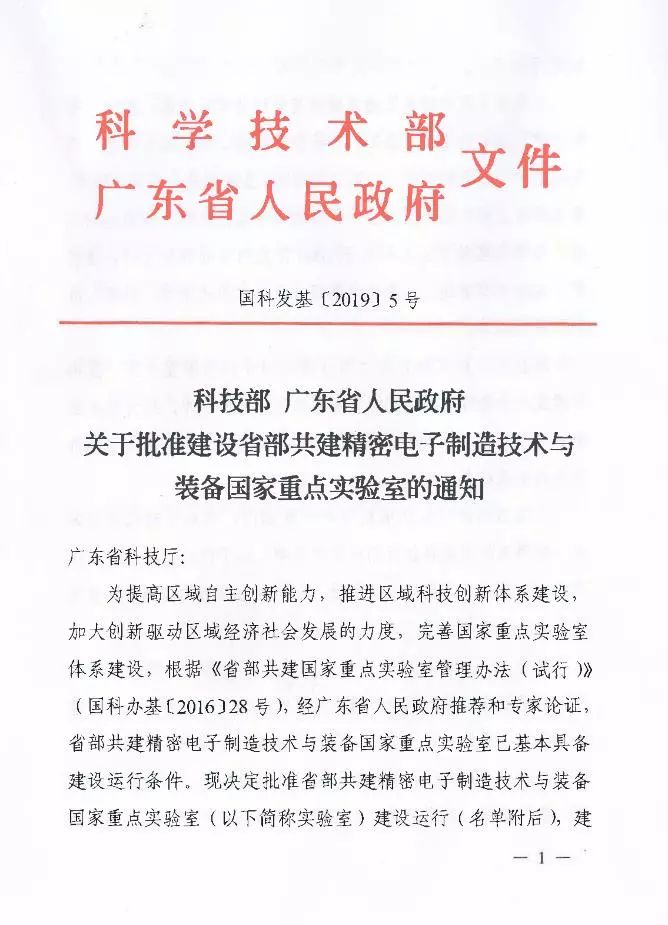 科学技术部
广东省人民政府
文件
国科发基〔2019〕5号
科技部 广东省人民政府
关于批准建设省部共建精密电子制造技术与
装备国家重点实验室的通知
广东省科技厅：
为提高区域自主创新能力，推进区域科技创新体系建设，
加大创新驱动区域经济社会发展的力度，完善国家重点实验室
体系建设，根据《省部共建国家重点实验室管理办法（试行）》
（国科办基〔2016〕28号），经广东省人民政府推荐和专家论证，
省部共建精密电子制造技术与装备国家重点实验室已基本具备
建设运行条件。现决定批准省部共建精密电子制造技术与装备
国家重点实验室（以下简称实验室）建设运行（名单附后），建
— 1 —